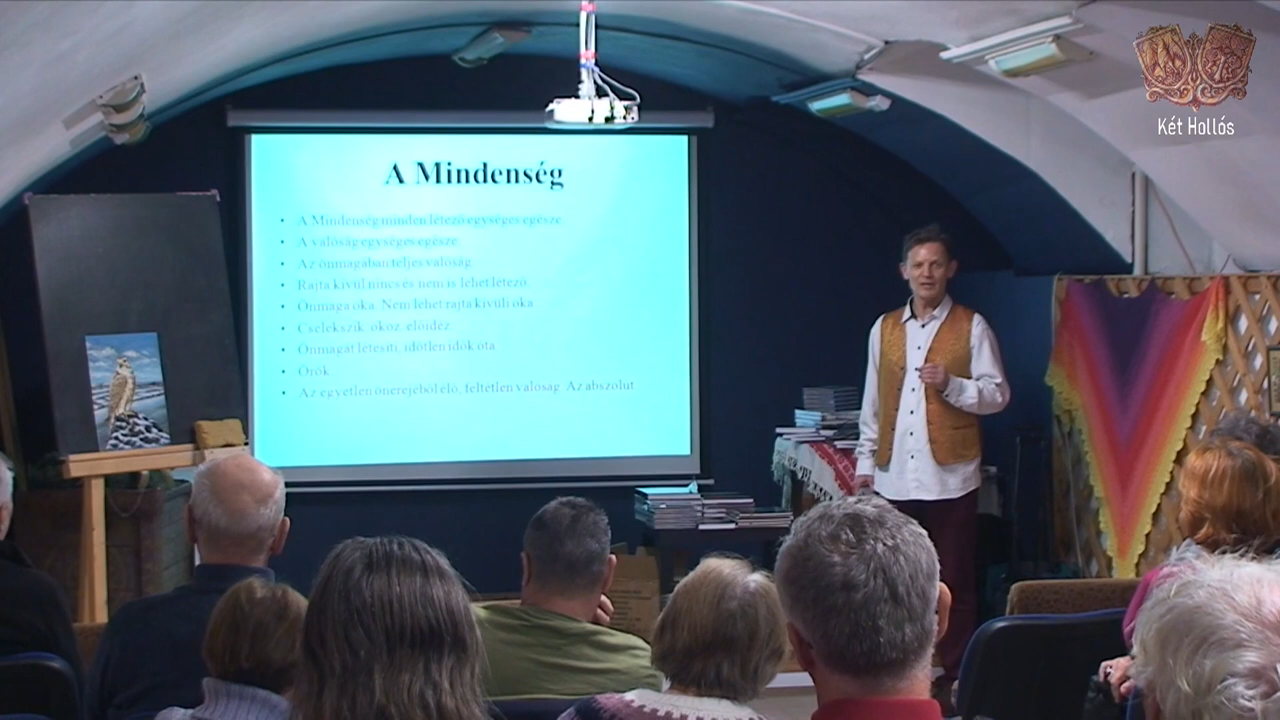 Két Hollós
A Mindenség
• A Mindenség minden létező egységes egésze.
• A valóság egységes egésze.
• Az önmagában teljes valóság.
• Rajta kívül nincs és nem is lehet létező.
• Önmaga oka. Nem lehet rajta kívüli oka.
• Cselekszik, okoz, előidéz.
• Önmagát létesíti, időtlen idők óta.
• Örök.
• Az egyetlen önerejéből élő, feltétlen valóság. Az abszolút.